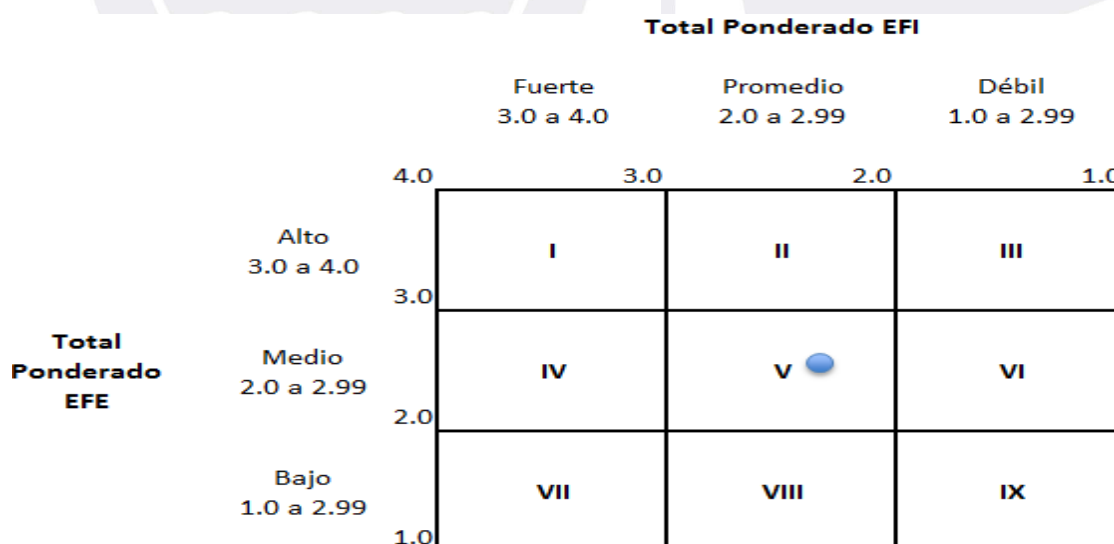 Total Ponderado EFI
Fuerte Promedio Débil
3.0 a 4.0 2.0 a 2.99 1.0 a 2.99
4.0 3.0 2.0 1.0
Alto
3.0 a 4.0
I II III
3.0
Total
Ponderado
EFE
Medio
2.0 a 2.99
IV V VI
2.0
Bajo
1.0 a 2.99
VII VIII IX
1.0